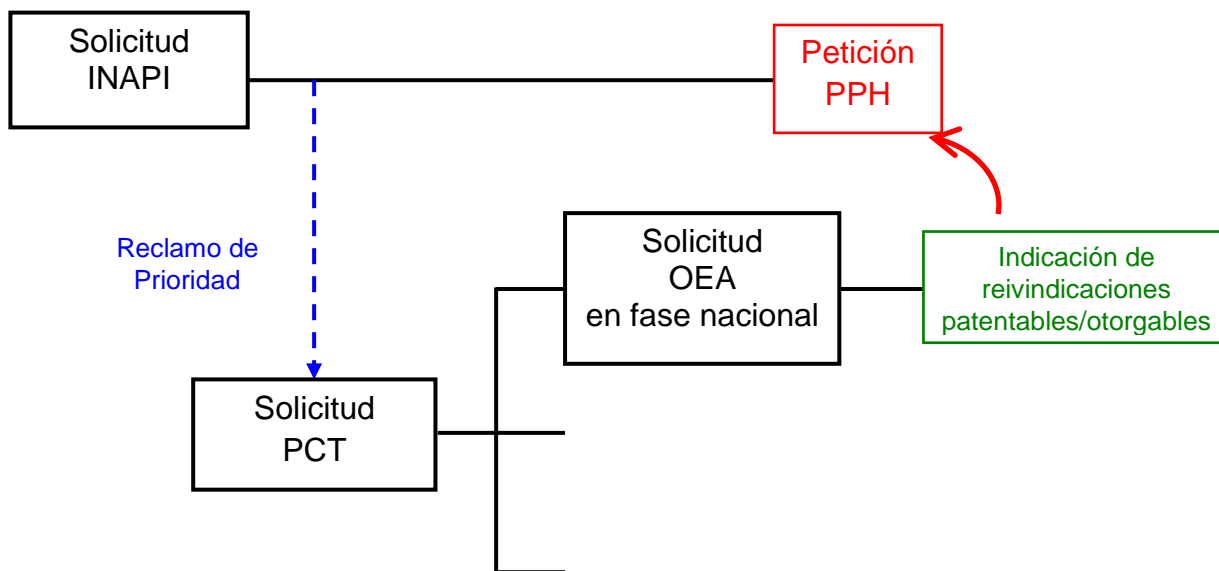 Solicitud
INAPI
Petición
PPH
Reclamo de
Prioridad
Solicitud
OEA
en fase nacional
Indicación de
reivindicaciones
patentables/otorgables
Solicitud
PCT